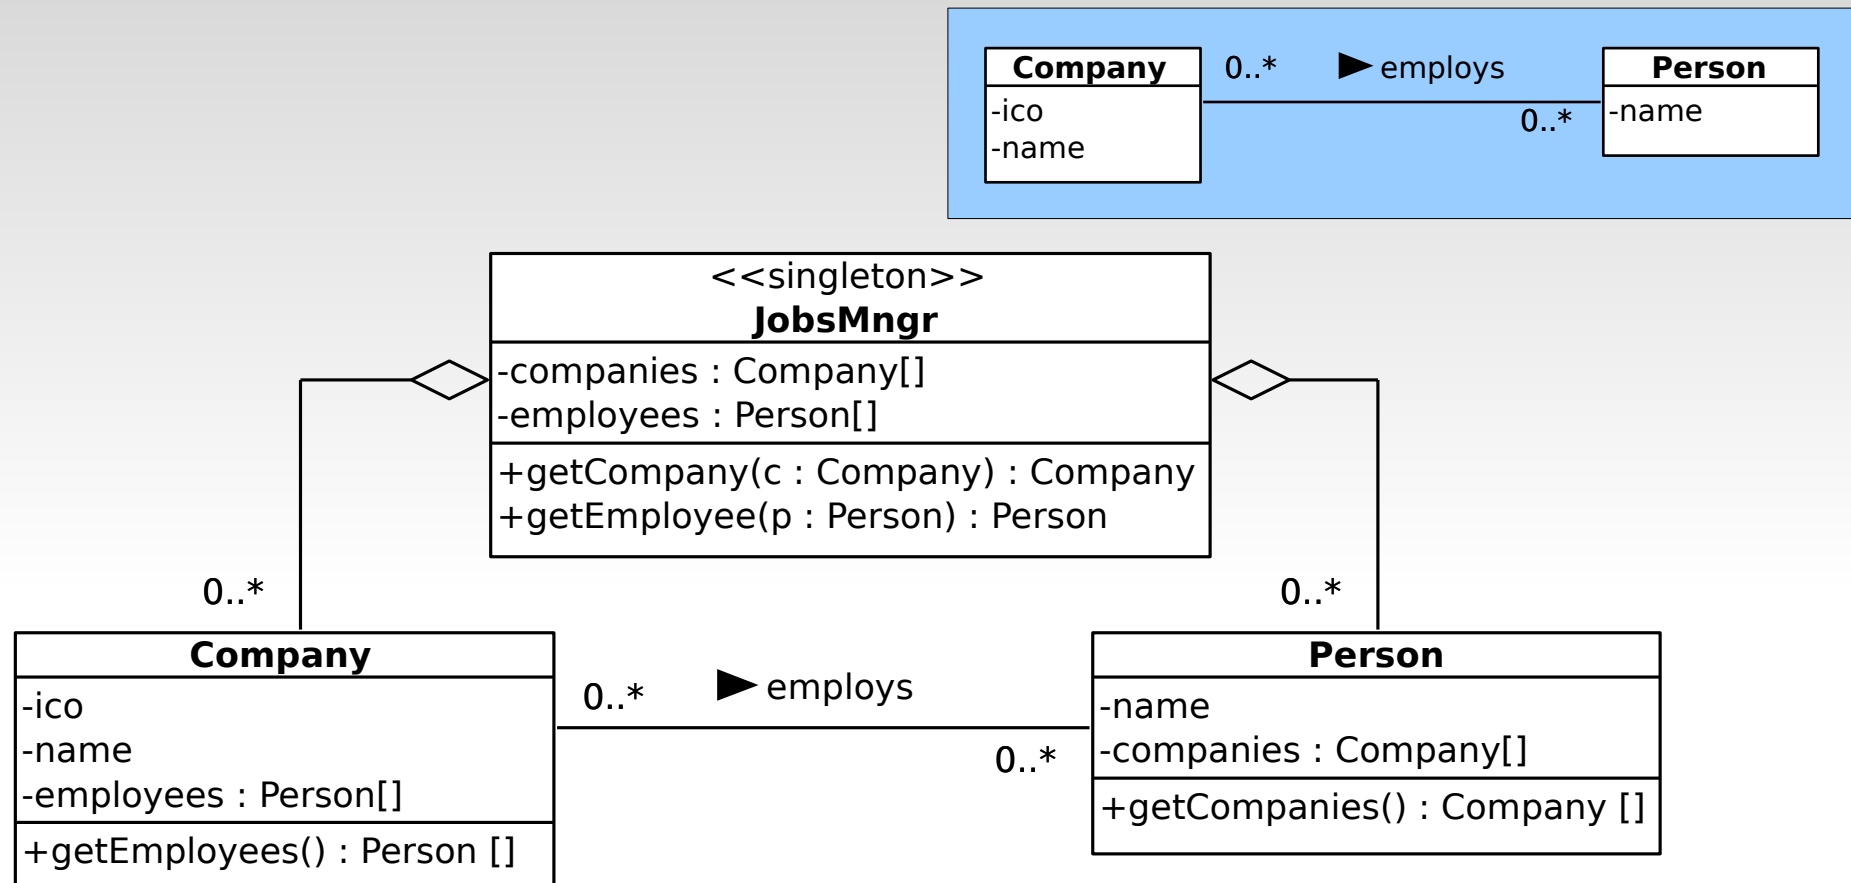 Company
-ico
-name
0..*
employs
0..*
Person
-name
<<singleton>>
JobsMngr
-companies : Company[]
-employees : Person[]
+getCompany(c : Company) : Company
+getEmployee(p : Person) : Person
0..*
0..*
Company
-ico
-name
-employees : Person[]
+getEmployees() : Person []
0..*
employs
0..*
Person
-name
-companies : Company[]
+getCompanies() : Company []